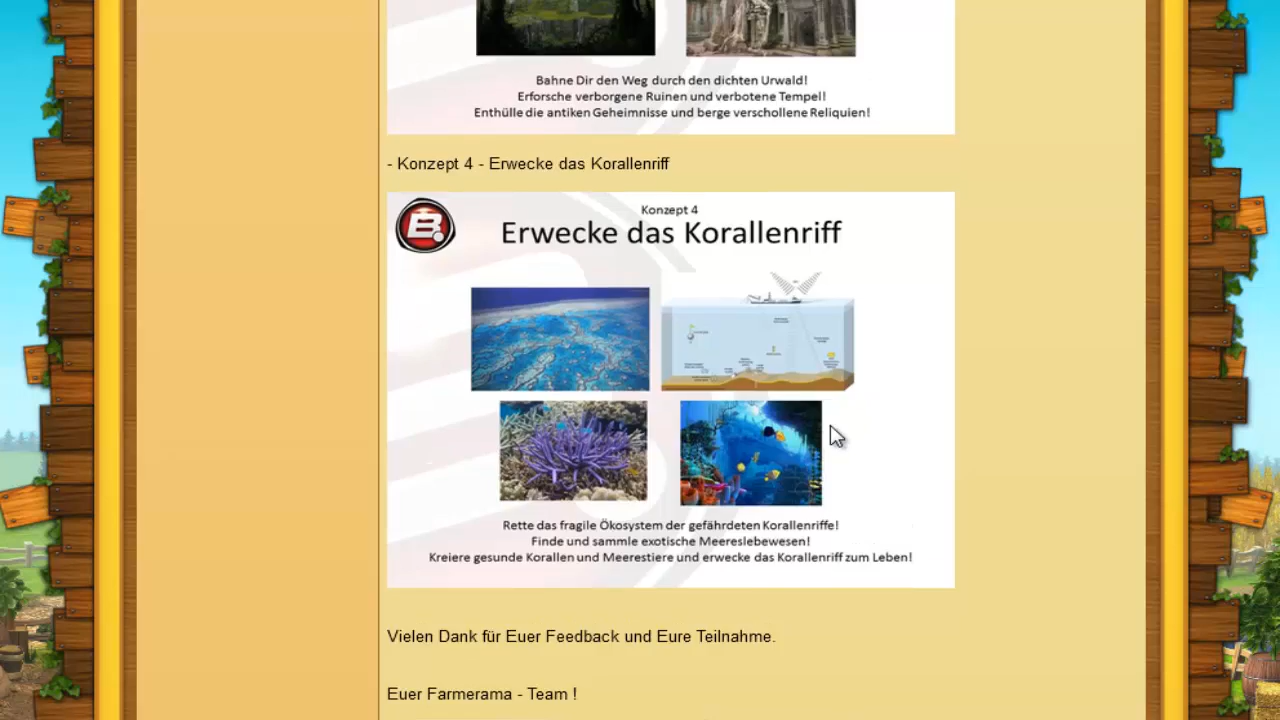 Bahne Dir den Weg durch den dichten Urwald!
Erforsche verborgene Ruinen und verbotene Tempel!
Enthülle die antiken Geheimnisse und berge verschollene Reliquien!
- Konzept 4 - Erwecke das Korallenriff
B.
Konzept 4
Erwecke das Korallenriff
Rette das fragile Ökosystem der gefährdeten Korallenriffe!
Finde und sammle exotische Meereslebewesen!
Kreiere gesunde Korallen und Meerestiere und erwecke das Korallenriff zum Leben!
Vielen Dank für Euer Feedback und Eure Teilnahme.
Euer Farmerama - Team !